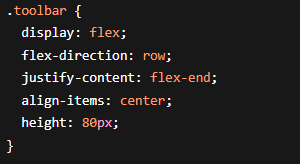 .toolbar {
  display: flex;
  flex-direction: row;
  justify-content: flex-end;
  align-items: center;
  height: 80px;
}